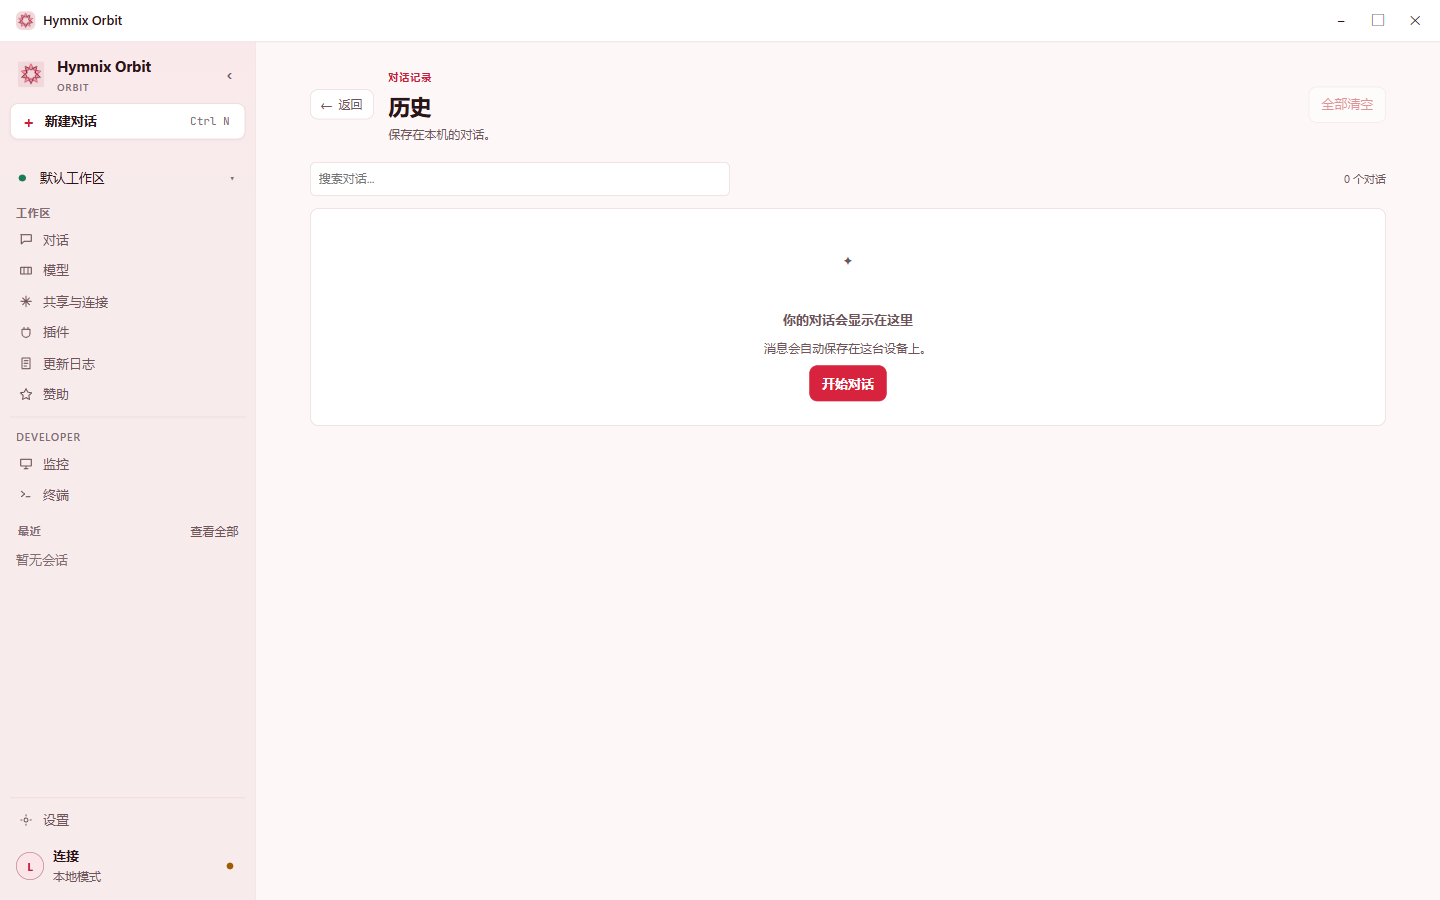 Hymnix Orbit
Hymnix Orbit
ORBIT
+ 新建对话 Ctrl N
默认工作区
工作区
对话
模型
共享与连接
插件
更新日志
赞助
DEVELOPER
监控
终端
最近 查看全部
暂无会话
设置
L
连接
本地模式
← 返回
对话记录
历史
保存在本机的对话。
全部清空
搜索对话...
0 个对话
你的对话会显示在这里
消息会自动保存在这台设备上。
开始对话